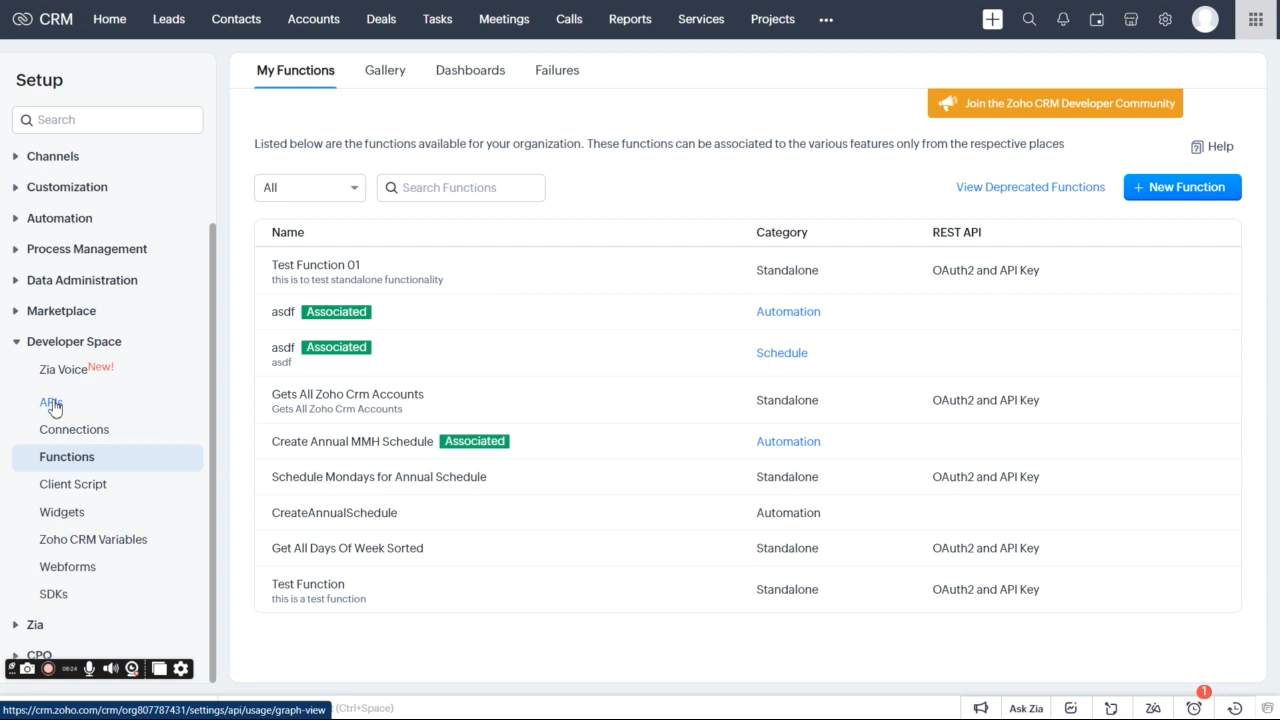 CRM Home Leads Contacts Accounts Deals Tasks Meetings Calls Reports Services Projects
Setup
Search
Channels
Customization
Automation
Process Management
Data Administration
Marketplace
Developer Space
Zia Voice New!
APIs
Connections
Functions
Client Script
Widgets
Zoho CRM Variables
Webforms
SDKs
Zia
CPQ
My Functions Gallery Dashboards Failures
Join the Zoho CRM Developer Community
Listed below are the functions available for your organization. These functions can be associated to the various features only from the respective places
Help
All Search Functions View Deprecated Functions + New Function
Name Category REST API
Test Function 01
this is to test standalone functionality
Standalone OAuth2 and API Key
asdf Associated Automation
asdf Associated
asdf
Schedule
Gets All Zoho Crm Accounts
Gets All Zoho Crm Accounts
Standalone OAuth2 and API Key
Create Annual MMH Schedule Associated Automation
Schedule Mondays for Annual Schedule Standalone OAuth2 and API Key
CreateAnnualSchedule Automation
Get All Days Of Week Sorted Standalone OAuth2 and API Key
Test Function
this is a test function
Standalone OAuth2 and API Key
08:24
https://crm.zoho.com/crm/org807787431/settings/api/usage/graph-view (Ctrl+Space)
Ask Zia
1